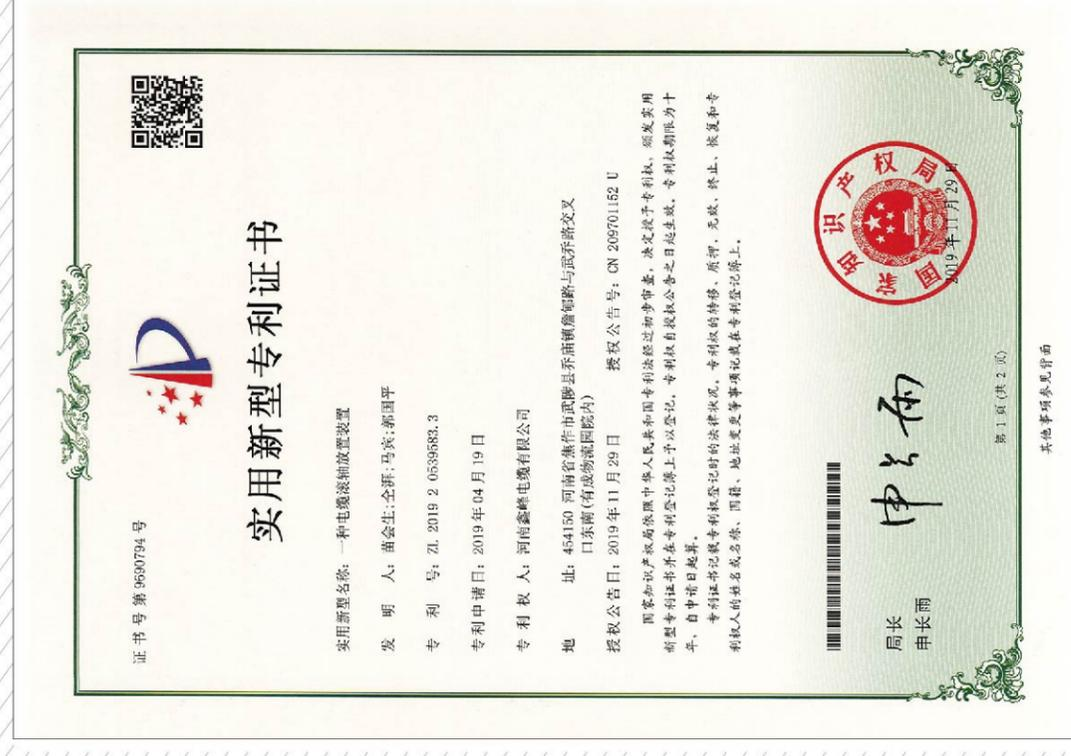 证书号第9690794号
实用新型专利证书
实用新型名称：一种电缆滚轴放置装置
发明人：苗会生;全湃;马宾;郭国平
专利号：ZL 2019 2 0539583.3
专利申请日：2019年04月19日
专利权人：河南鑫峰电缆有限公司
地址：454150 河南省焦作市武陟县乔庙镇詹郇路与武乔路交叉
口东南(有成物流园院内)
授权公告日：2019年11月29日 授权公告号：CN 209701152 U
国家知识产权局依照中华人民共和国专利法经过初步审查，决定授予专利权，颁发实用
新型专利证书并在专利登记簿上予以登记。专利权自授权公告之日起生效。专利权期限为十
年，自申请日起算。
专利证书记载专利权登记时的法律状况。专利权的转移、质押、无效、终止、恢复和专
利权人的姓名或名称、国籍、地址变更等事项记载在专利登记簿上。
局长
申长雨
申长雨
国家知识产权局
2019年11月29日
第 1 页 (共 2 页)
其他事项参见背面